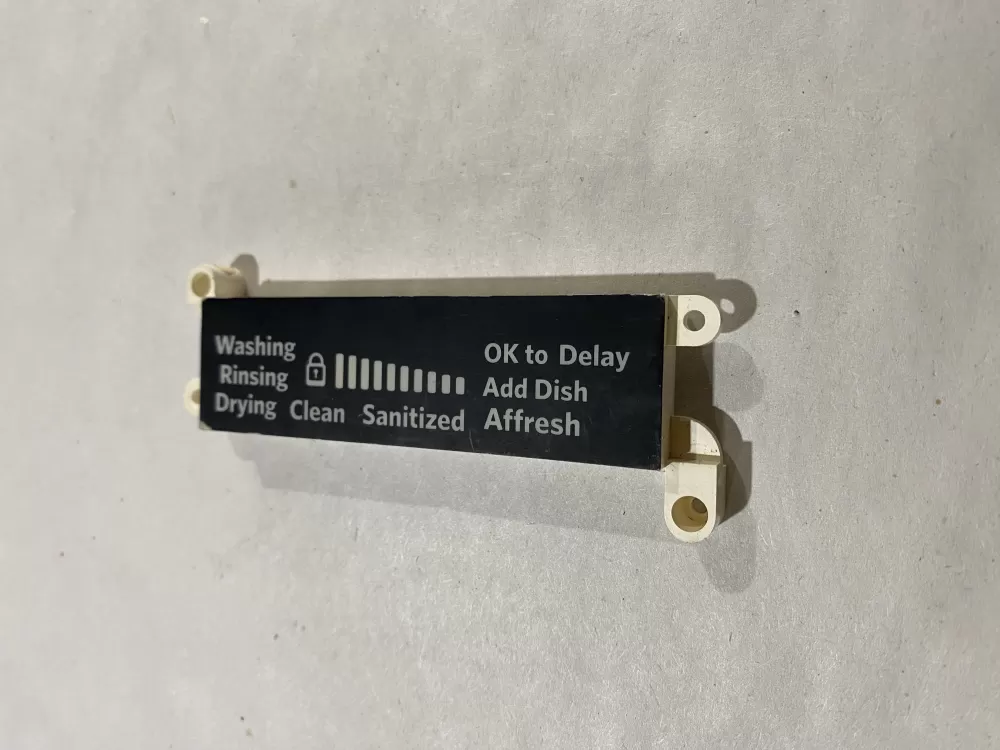 Washing
Rinsing
Drying Clean Sanitized
OK to Delay
Add Dish
Affresh